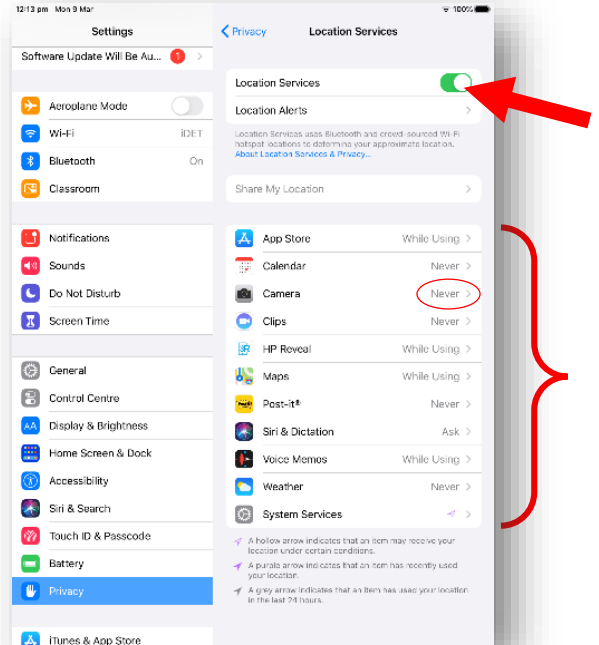 12:13 pm Mon 9 Mar
100%
Settings
Software Update Will Be Au... 1
Aeroplane Mode
Wi-Fi iDET
Bluetooth On
Classroom
Notifications
Sounds
Do Not Disturb
Screen Time
General
Control Centre
AA Display & Brightness
Home Screen & Dock
Accessibility
Siri & Search
Touch ID & Passcode
Battery
Privacy
iTunes & App Store
Privacy
Location Services
Location Services
Location Alerts
Location Services uses Bluetooth and crowd-sourced Wi-Fi
hotspot locations to determine your approximate location.
About Location Services & Privacy...
Share My Location
App Store While Using
Calendar Never
Camera Never
Clips Never
HP Reveal While Using
Maps While Using
Post-it® Never
Siri & Dictation Ask
Voice Memos While Using
Weather Never
System Services
A hollow arrow indicates that an item may receive your
location under certain conditions.
A purple arrow indicates that an item has recently used
your location.
A grey arrow indicates that an item has used your location
in the last 24 hours.